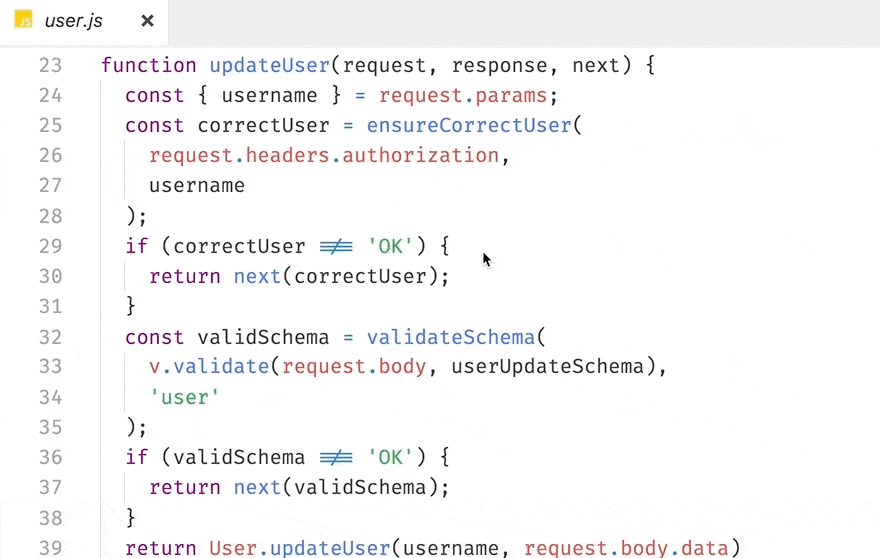 JS user.js ×
23 function updateUser(request, response, next) {
24 const { username } = request.params;
25 const correctUser = ensureCorrectUser(
26 request.headers.authorization,
27 username
28 );
29 if (correctUser !== 'OK') {
30 return next(correctUser);
31 }
32 const validSchema = validateSchema(
33 v.validate(request.body, userUpdateSchema),
34 'user'
35 );
36 if (validSchema !== 'OK') {
37 return next(validSchema);
38 }
39 return User.updateUser(username, request.body.data)